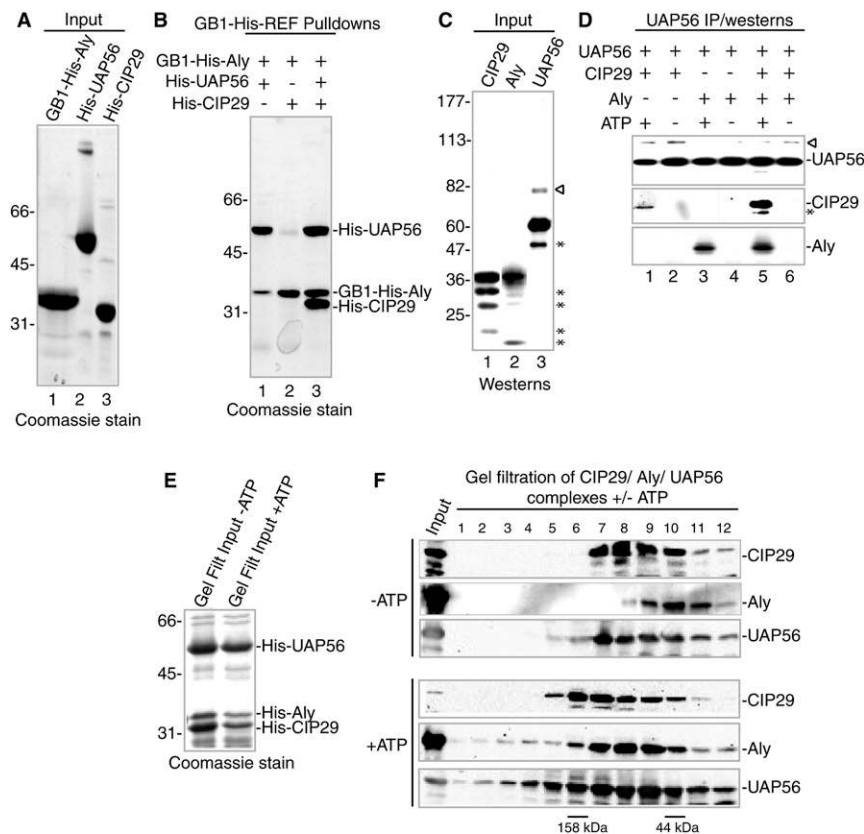 A
Input
GB1-His-Aly
His-UAP56
His-CIP29
66-
45-
31-
1 2 3
Coomassie stain
B
GB1-His-REF Pulldowns
GB1-His-Aly + + +
His-UAP56 + - +
His-CIP29 - + +
66-
45-
31-
-His-UAP56
-GB1-His-Aly
-His-CIP29
1 2 3
Coomassie stain
C
Input
CIP29
Aly
UAP56
177-
113-
82-
60-
47-
36-
25-
*
*
*
*
*
1 2 3
Westerns
D
UAP56 IP/westerns
UAP56 + + + + + +
CIP29 + + - - + +
Aly - - + + + +
ATP + - + - + -
-UAP56
-CIP29
*
-Aly
1 2 3 4 5 6
E
Gel Filt Input -ATP
Gel Filt Input +ATP
66-
45-
31-
-His-UAP56
-His-Aly
-His-CIP29
Coomassie stain
F
Gel filtration of CIP29/ Aly/ UAP56
complexes +/- ATP
Input
1 2 3 4 5 6 7 8 9 10 11 12
-ATP
-CIP29
-Aly
-UAP56
+ATP
-CIP29
-Aly
-UAP56
158 kDa
44 kDa